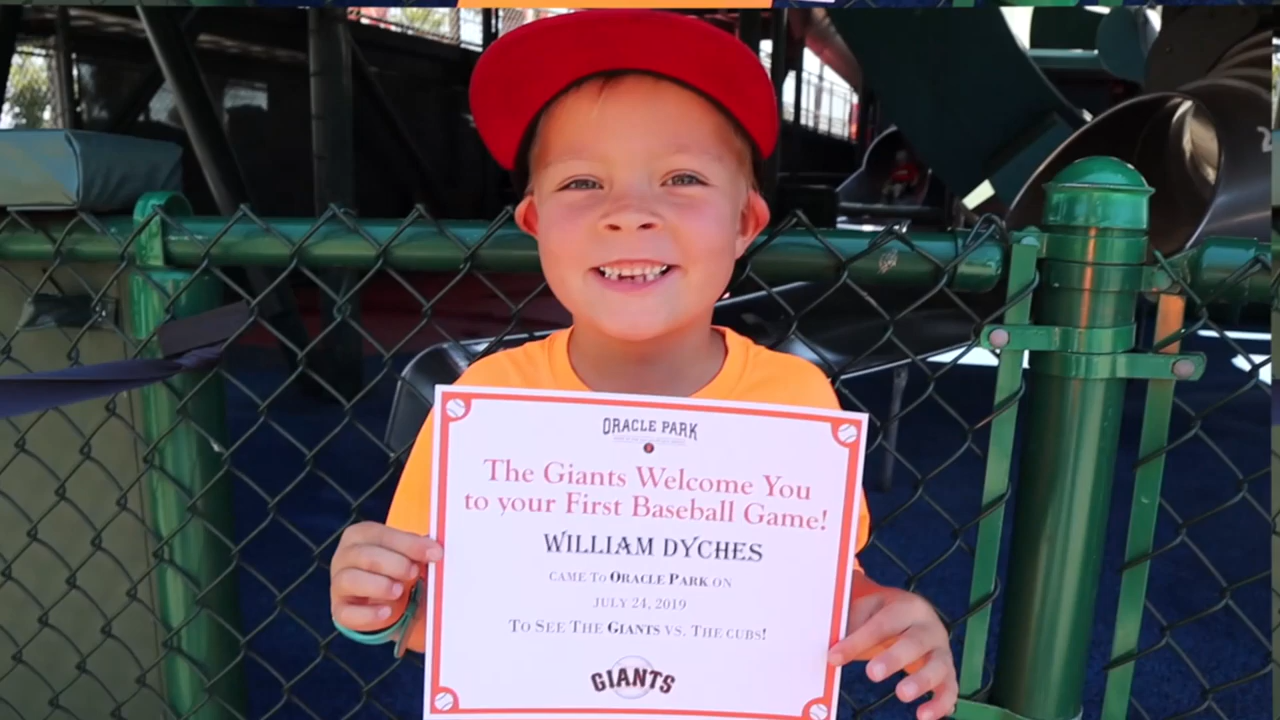 ORACLE PARK
The Giants Welcome You
to your First Baseball Game!
WILLIAM DYCHES
CAME TO ORACLE PARK ON
JULY 24, 2019
TO SEE THE GIANTS VS. THE CUBS!
GIANTS